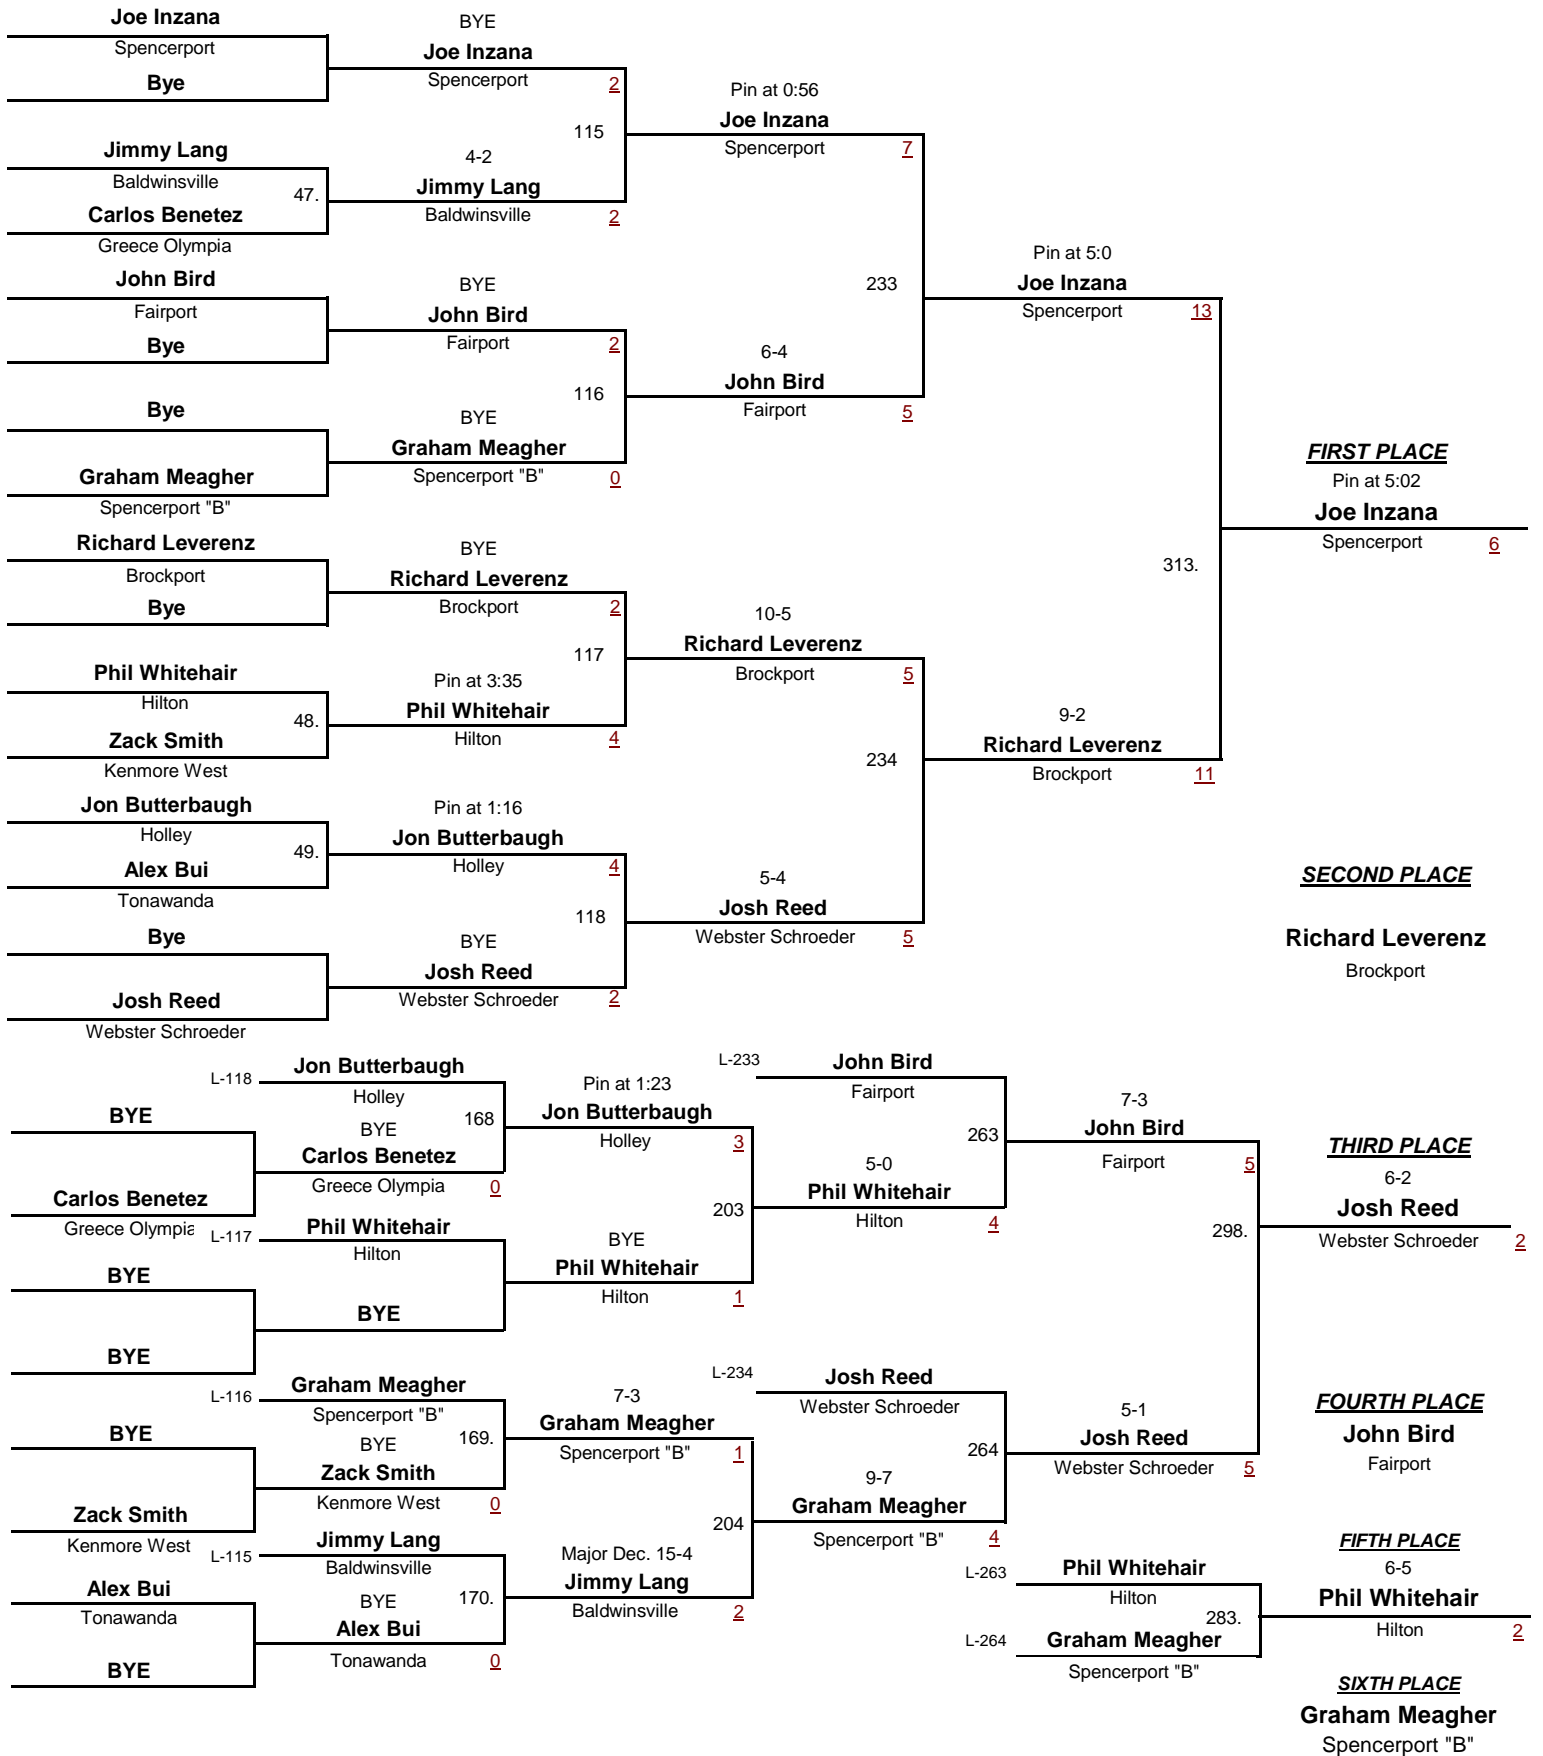 Joe Inzana
Spencerport
Bye
Jimmy Lang
Baldwinsville
47.
Carlos Benetez
Greece Olympia
John Bird
Fairport
Bye
Bye
Graham Meagher
Spencerport "B"
Richard Leverenz
Brockport
Bye
Phil Whitehair
Hilton
48.
Zack Smith
Kenmore West
Jon Butterbaugh
Holley
49.
Alex Bui
Tonawanda
Bye
Josh Reed
Webster Schroeder
BYE
Joe Inzana
Spencerport 2
115
4-2
Jimmy Lang
Baldwinsville 2
BYE
John Bird
Fairport 2
116
BYE
Graham Meagher
Spencerport "B" 0
BYE
Richard Leverenz
Brockport 2
117
Pin at 3:35
Phil Whitehair
Hilton 4
Pin at 1:16
Jon Butterbaugh
Holley 4
118
BYE
Josh Reed
Webster Schroeder 2
Pin at 0:56
Joe Inzana
Spencerport 7
233
6-4
John Bird
Fairport 5
10-5
Richard Leverenz
Brockport 5
234
5-4
Josh Reed
Webster Schroeder 5
Pin at 5:0
Joe Inzana
Spencerport 13
313.
9-2
Richard Leverenz
Brockport 11
FIRST PLACE
Pin at 5:02
Joe Inzana
Spencerport 6
SECOND PLACE
Richard Leverenz
Brockport
BYE
Carlos Benetez
Greece Olympia
BYE
BYE
BYE
Zack Smith
Kenmore West
Alex Bui
Tonawanda
BYE
L-118
Jon Butterbaugh
Holley
168
BYE
Carlos Benetez
Greece Olympia 0
L-117
Phil Whitehair
Hilton
BYE
L-116
Graham Meagher
Spencerport "B"
169.
BYE
Zack Smith
Kenmore West 0
L-115
Jimmy Lang
Baldwinsville
170.
BYE
Alex Bui
Tonawanda 0
Pin at 1:23
Jon Butterbaugh
Holley 3
203
BYE
Phil Whitehair
Hilton 1
7-3
Graham Meagher
Spencerport "B" 1
204
Major Dec. 15-4
Jimmy Lang
Baldwinsville 2
L-233
John Bird
Fairport
263
5-0
Phil Whitehair
Hilton 4
L-234
Josh Reed
Webster Schroeder
264
9-7
Graham Meagher
Spencerport "B" 4
7-3
John Bird
Fairport 5
298.
5-1
Josh Reed
Webster Schroeder 5
L-263
Phil Whitehair
Hilton
283.
L-264
Graham Meagher
Spencerport "B"
THIRD PLACE
6-2
Josh Reed
Webster Schroeder 2
FOURTH PLACE
John Bird
Fairport
FIFTH PLACE
6-5
Phil Whitehair
Hilton 2
SIXTH PLACE
Graham Meagher
Spencerport "B"